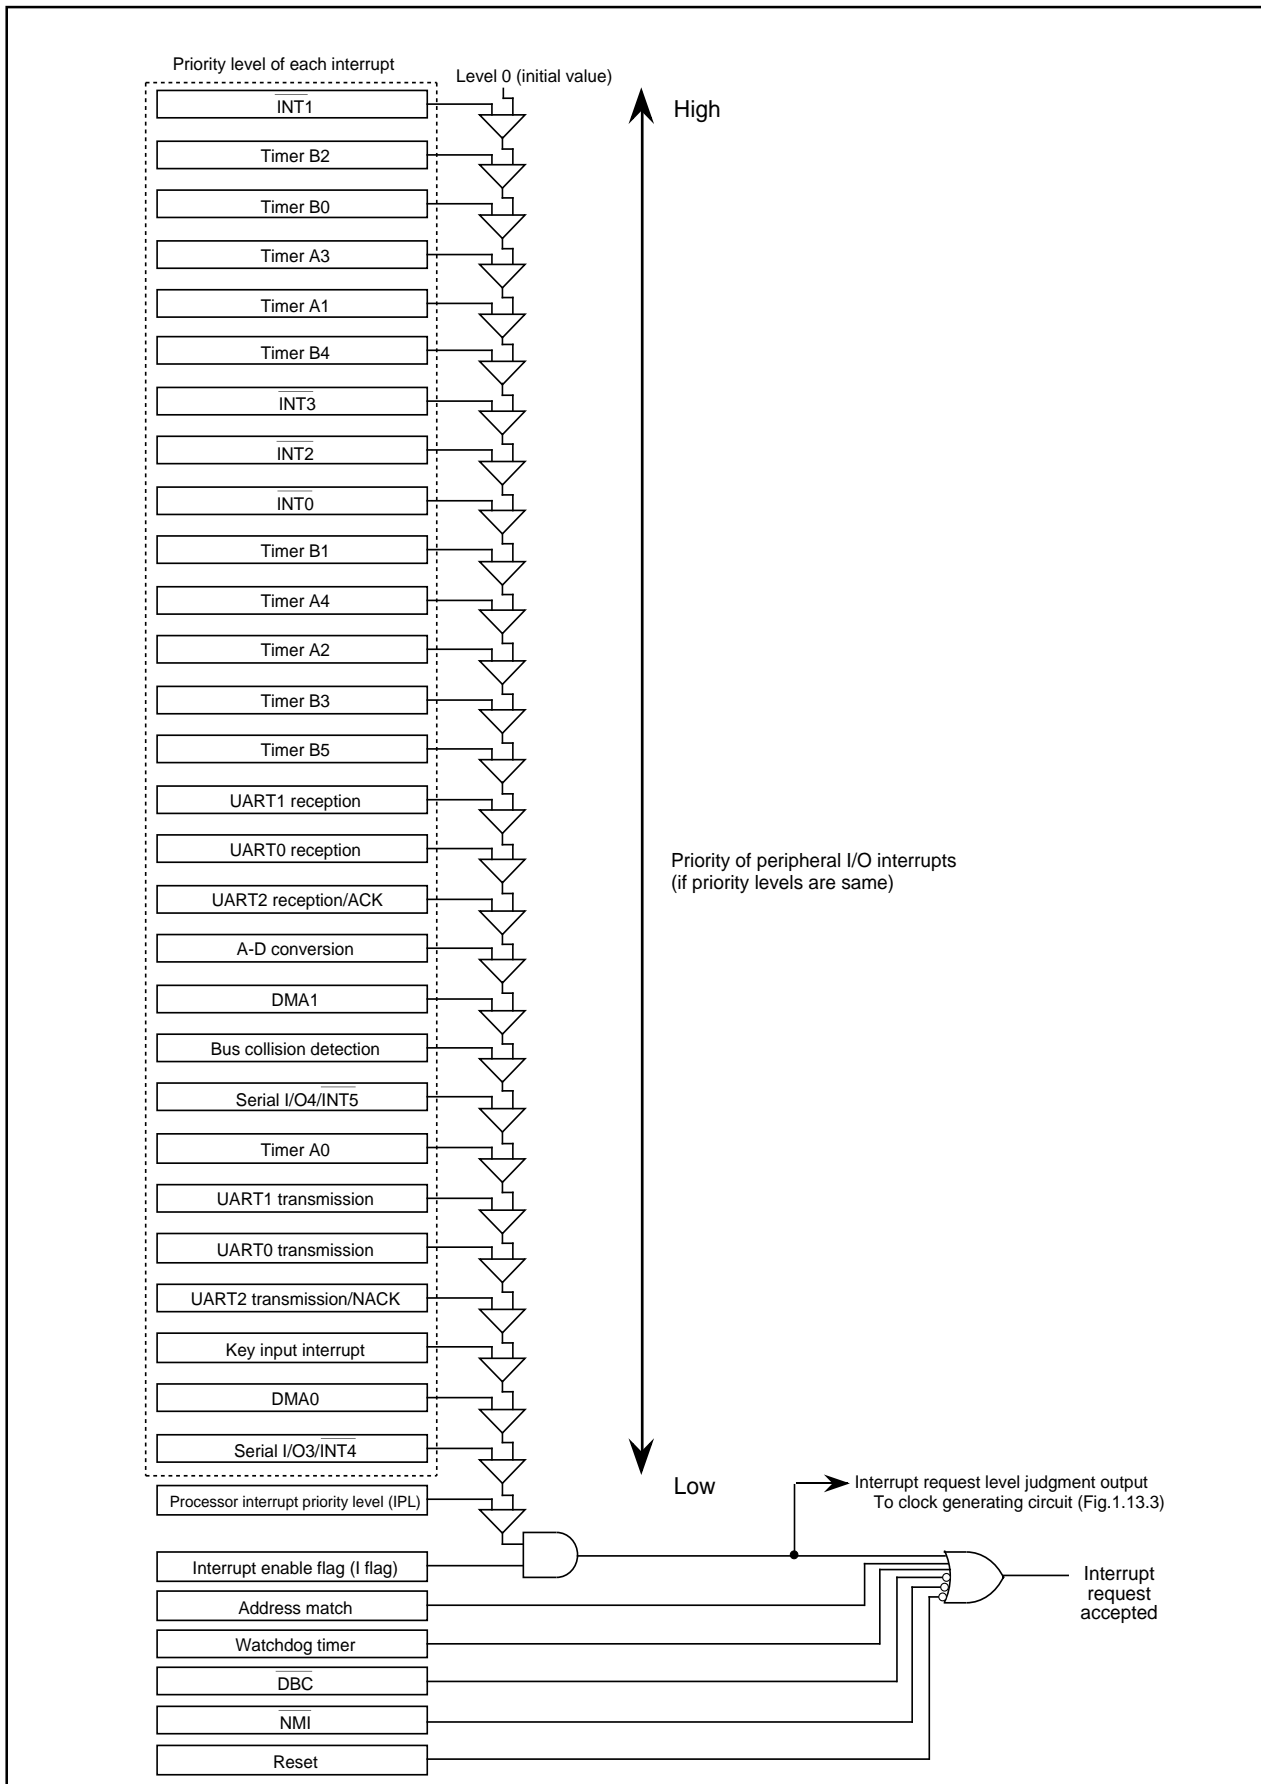 Priority level of each interrupt
Level 0 (initial value)
INT1
High
Timer B2
Timer B0
Timer A3
Timer A1
Timer B4
INT3
INT2
INT0
Timer B1
Timer A4
Timer A2
Timer B3
Timer B5
UART1 reception
UART0 reception
Priority of peripheral I/O interrupts
(if priority levels are same)
UART2 reception/ACK
A-D conversion
DMA1
Bus collision detection
Serial I/O4/INT5
Timer A0
UART1 transmission
UART0 transmission
UART2 transmission/NACK
Key input interrupt
DMA0
Serial I/O3/INT4
Low
Processor interrupt priority level (IPL)
Interrupt request level judgment output
To clock generating circuit (Fig.1.13.3)
Interrupt enable flag (I flag)
Address match
Watchdog timer
DBC
NMI
Reset
Interrupt
request
accepted